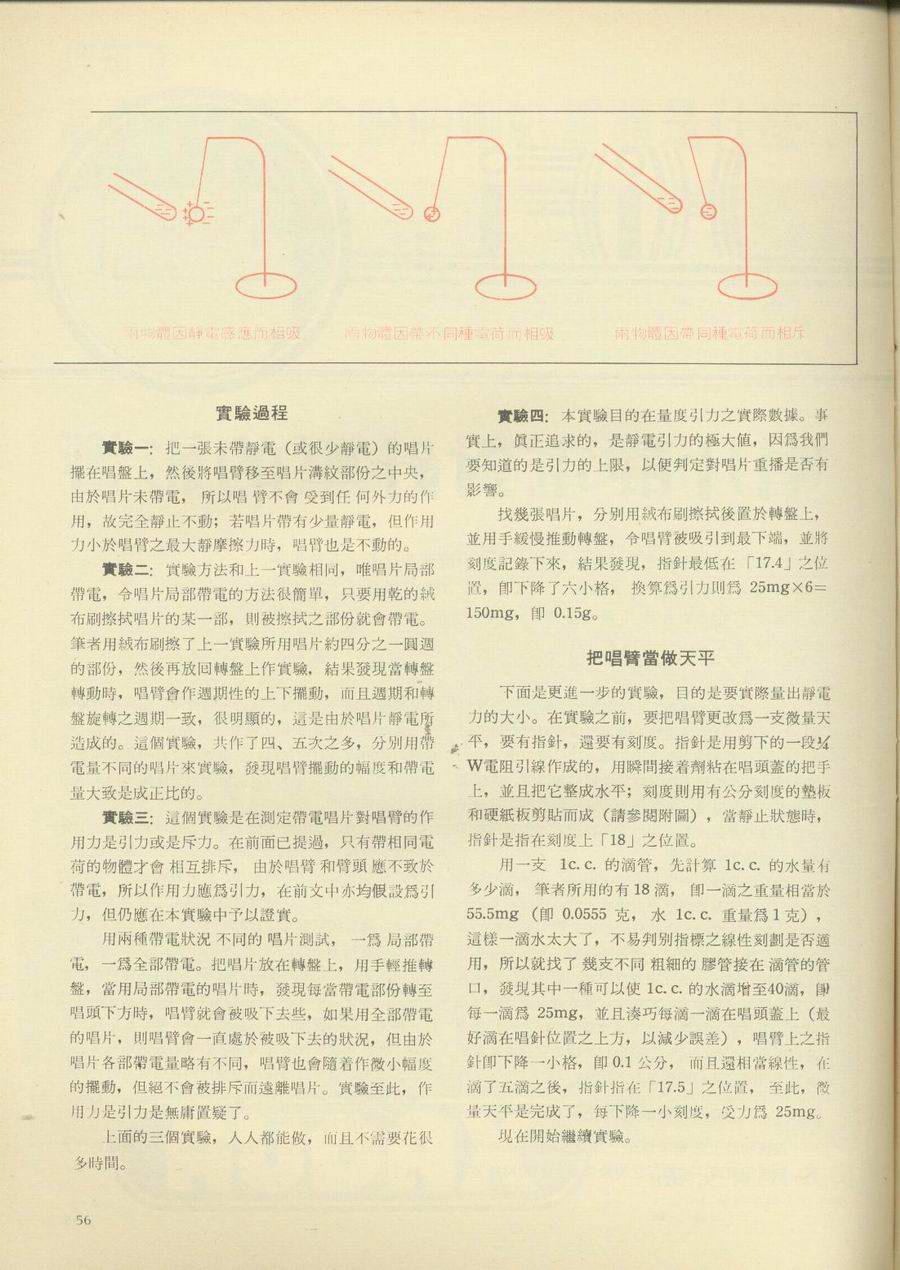 兩物體因靜電感應而相吸
兩物體因帶不同種電荷而相吸
兩物體因帶同種電荷而相斥
實驗過程
實驗一：把一張未帶靜電（或很少靜電）的唱片
擺在唱盤上，然後將唱臂移至唱片溝紋部份之中央，
由於唱片未帶電， 所以唱 臂不會 受到任 何外力的作
用，故完全靜止不動；若唱片帶有少量靜電，但作用
力小於唱臂之最大靜摩擦力時，唱臂也是不動的。
實驗二：實驗方法和上一實驗相同，唯唱片局部
帶電，令唱片局部帶電的方法很簡單，只要用乾的絨
布刷擦拭唱片的某一部，則被擦拭之部份就會帶電。
筆者用絨布刷擦了上一實驗所用唱片約四分之一圓週
的部份，然後再放回轉盤上作實驗，結果發現當轉盤
轉動時，唱臂會作週期性的上下擺動，而且週期和轉
盤旋轉之週期一致，很明顯的，這是由於唱片靜電所
造成的。這個實驗，共作了四、五次之多，分別用帶
電量不同的唱片來實驗，發現唱臂擺動的幅度和帶電
量大致是成正比的。
實驗三：這個實驗是在測定帶電唱片對唱臂的作
用力是引力或是斥力。在前面已提過，只有帶相同電
荷的物體才會 相互排斥， 由於唱臂 和臂頭 應不致於
帶電，所以作用力應爲引力，在前文中亦均假設爲引
力，但仍應在本實驗中予以證實。
用兩種帶電狀況 不同的 唱片測試， 一爲 局部帶
電，一爲全部帶電。把唱片放在轉盤上，用手輕推轉
盤，當用局部帶電的唱片時，發現每當帶電部份轉至
唱頭下方時，唱臂就會被吸下去些，如果用全部帶電
的唱片，則唱臂會一直處於被吸下去的狀況，但由於
唱片各部帶電量略有不同，唱臂也會隨着作微小幅度
的擺動，但絕不會被排斥而遠離唱片。實驗至此，作
用力是引力是無庸置疑了。
上面的三個實驗，人人都能做，而且不需要花很
多時間。
實驗四：本實驗目的在量度引力之實際數據。事
實上，眞正追求的，是靜電引力的極大値，因爲我們
要知道的是引力的上限，以便判定對唱片重播是否有
影響。
找幾張唱片，分別用絨布刷擦拭後置於轉盤上，
並用手緩慢推動轉盤，令唱臂被吸引到最下端，並將
刻度記錄下來，結果發現，指針最低在「17.4」之位
置，卽下降了六小格， 換算爲引力則爲 25mg×6=
150mg，卽 0.15g。
把唱臂當做天平
下面是更進一步的實驗，目的是要實際量出靜電
力的大小。在實驗之前，要把唱臂更改爲一支微量天
平，要有指針，還要有刻度。指針是用剪下的一段¼
W電阻引線作成的，用瞬間接着劑粘在唱頭蓋的把手
上，並且把它整成水平；刻度則用有公分刻度的墊板
和硬紙板剪貼而成（請參閱附圖），當靜止狀態時，
指針是指在刻度上「18」之位置。
用一支 1c. c. 的滴管，先計算 1c. c. 的水量有
多少滴， 筆者所用的有 18 滴， 卽一滴之重量相當於
55.5mg（卽 0.0555 克， 水 1c. c. 重量爲 1 克），
這樣一滴水太大了，不易判別指標之線性刻劃是否適
用，所以就找了 幾支不同 粗細的 膠管接在 滴管的管
口，發現其中一種可以使 1c. c. 的水滴增至40滴，卽
每一滴爲 25mg，並且湊巧每滴一滴在唱頭蓋上（最
好滴在唱針位置之上方，以減少誤差），唱臂上之指
針卽下降一小格，卽 0.1 公分， 而且還相當線性，在
滴了五滴之後，指針指在「17.5」之位置， 至此，微
量天平是完成了，每下降一小刻度，受力爲 25mg。
現在開始繼續實驗。
56